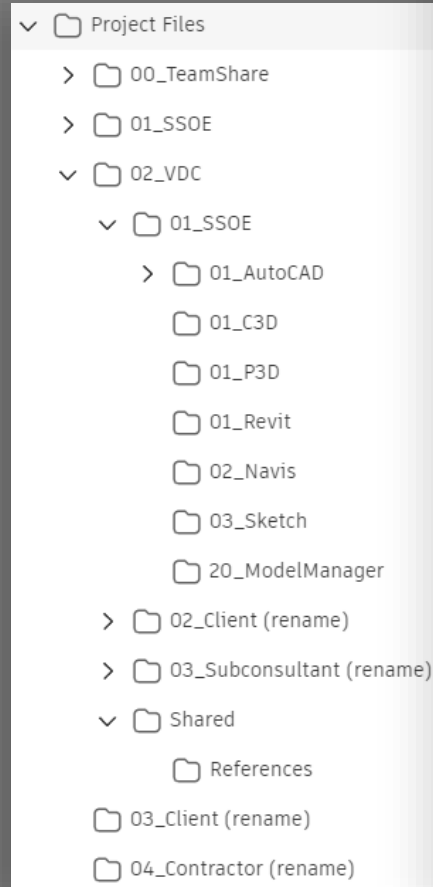 Project Files
00_TeamShare
01_SSOE
02_VDC
01_SSOE
01_AutoCAD
01_C3D
01_P3D
01_Revit
02_Navis
03_Sketch
20_ModelManager
02_Client (rename)
03_Subconsultant (rename)
Shared
References
03_Client (rename)
04_Contractor (rename)